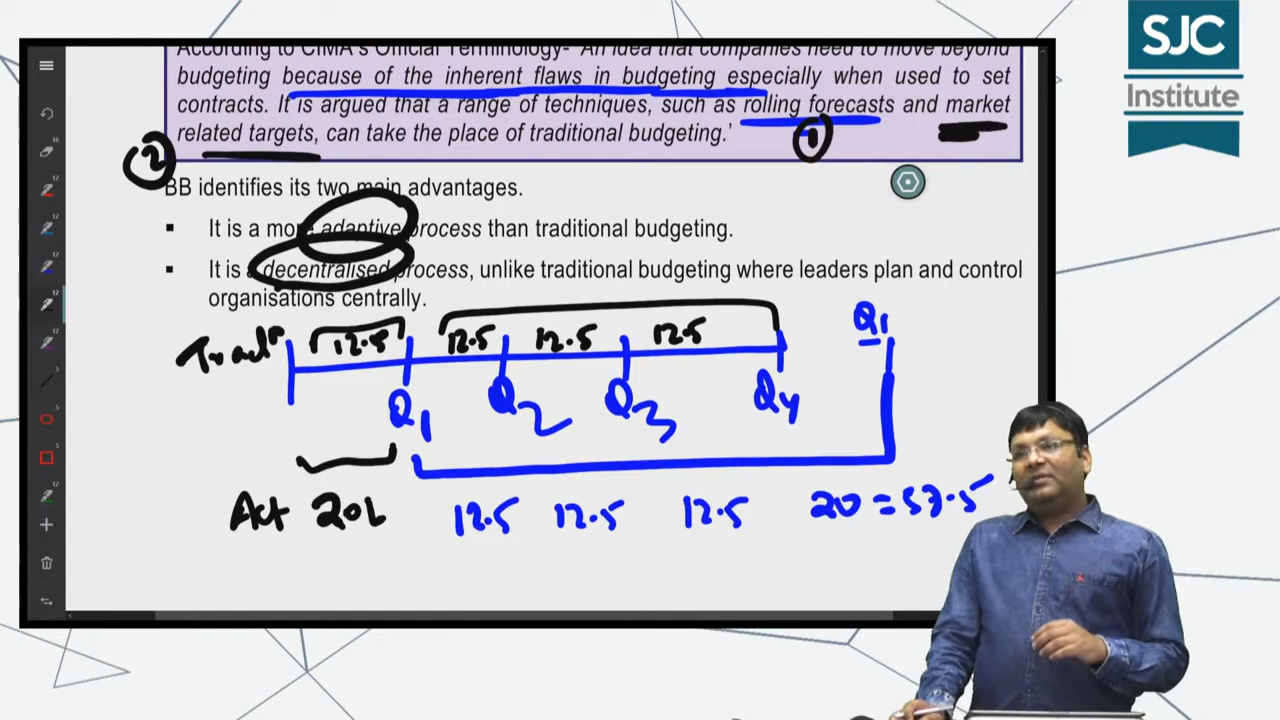 SJC
Institute
According to CIMA's Official Terminology- 'An idea that companies need to move beyond
budgeting because of the inherent flaws in budgeting especially when used to set
contracts. It is argued that a range of techniques, such as rolling forecasts and market
related targets, can take the place of traditional budgeting.'
1
2
BB identifies its two main advantages.
▪ It is a more adaptive process than traditional budgeting.
▪ It is a decentralised process, unlike traditional budgeting where leaders plan and control
organisations centrally.
12.5 12.5 12.5 12.5 Q1
Q1 Q2 Q3 Q4
Act 20L 12.5 12.5 12.5 20 = 57.5